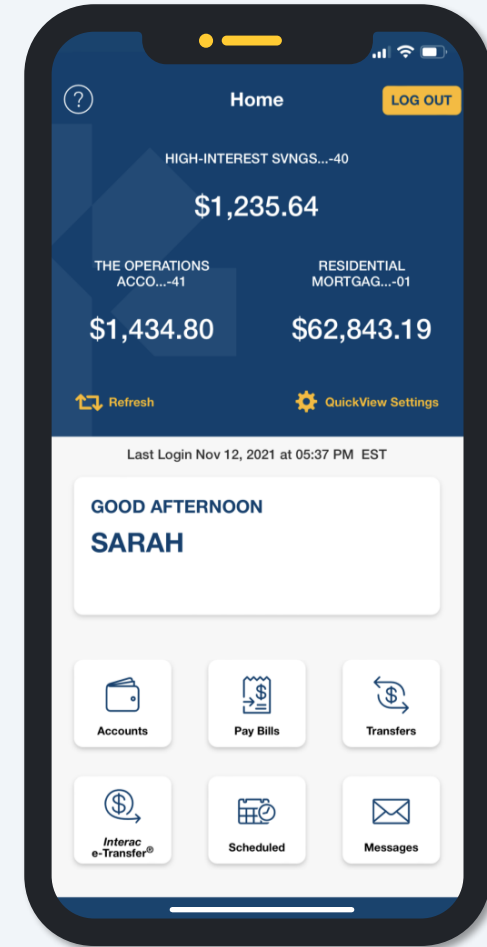 ?
Home
LOG OUT
HIGH-INTEREST SVNGS...-40
$1,235.64
THE OPERATIONS
ACCO...-41
$1,434.80
RESIDENTIAL
MORTGAG...-01
$62,843.19
Refresh
QuickView Settings
Last Login Nov 12, 2021 at 05:37 PM EST
GOOD AFTERNOON
SARAH
Accounts
$
Pay Bills
$
Transfers
$
Interac
e-Transfer®
Scheduled
Messages